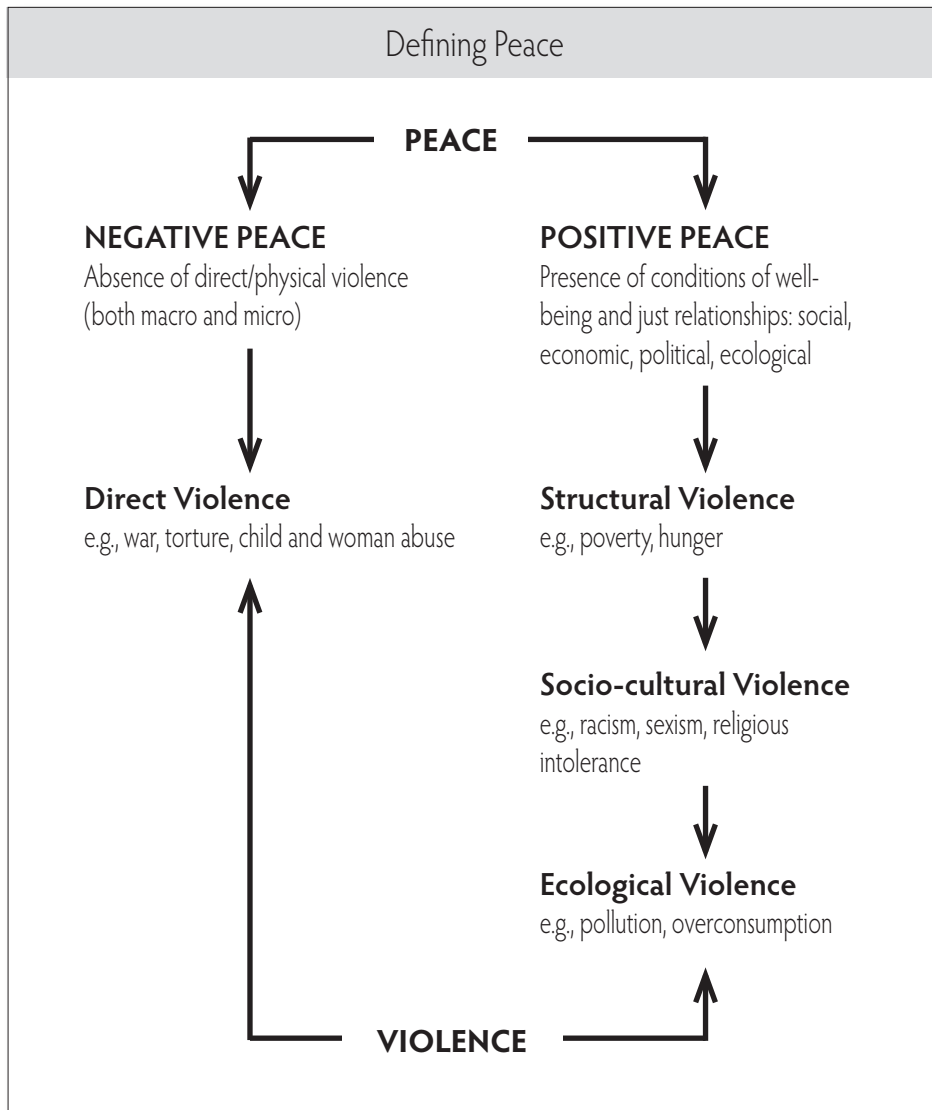 Defining Peace
PEACE
NEGATIVE PEACE
Absence of direct/physical violence
(both macro and micro)
Direct Violence
e.g., war, torture, child and woman abuse
POSITIVE PEACE
Presence of conditions of well-
being and just relationships: social,
economic, political, ecological
Structural Violence
e.g., poverty, hunger
Socio-cultural Violence
e.g., racism, sexism, religious
intolerance
Ecological Violence
e.g., pollution, overconsumption
VIOLENCE